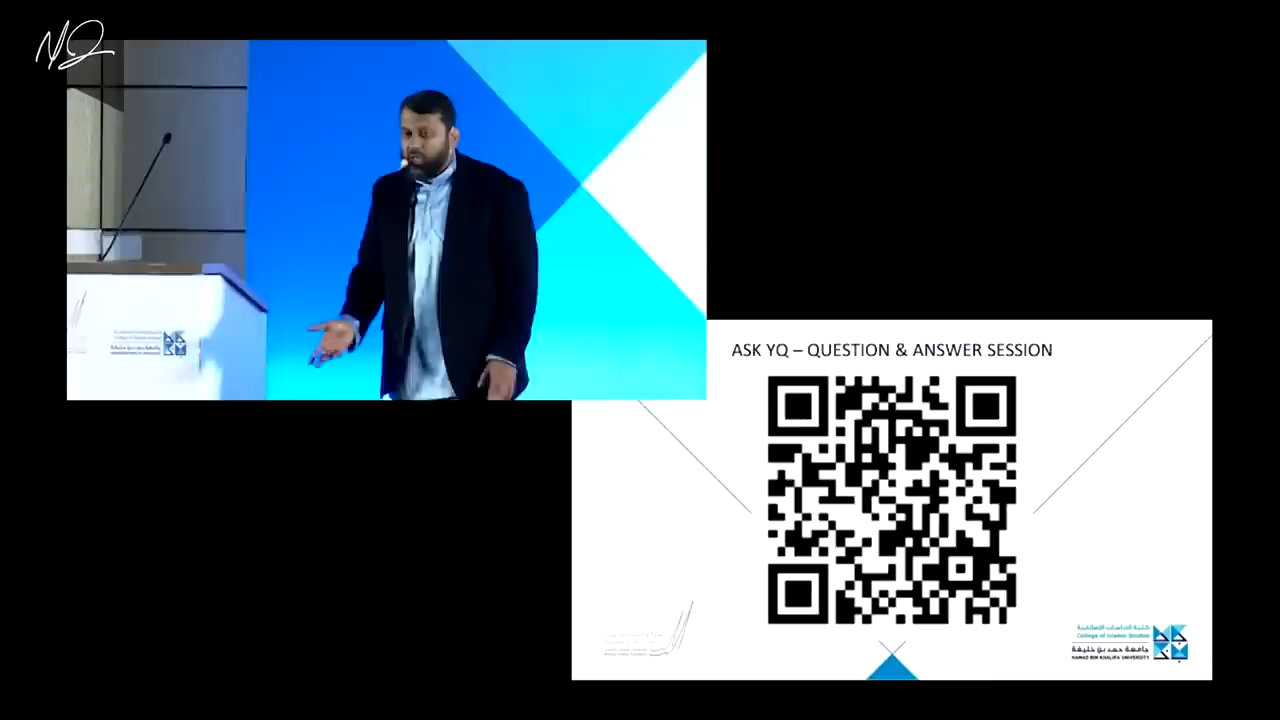 ASK YQ – QUESTION & ANSWER SESSION
كلية الدراسات الإسلامية
College of Islamic Studies
جامعة حمد بن خليفة
HAMAD BIN KHALIFA UNIVERSITY